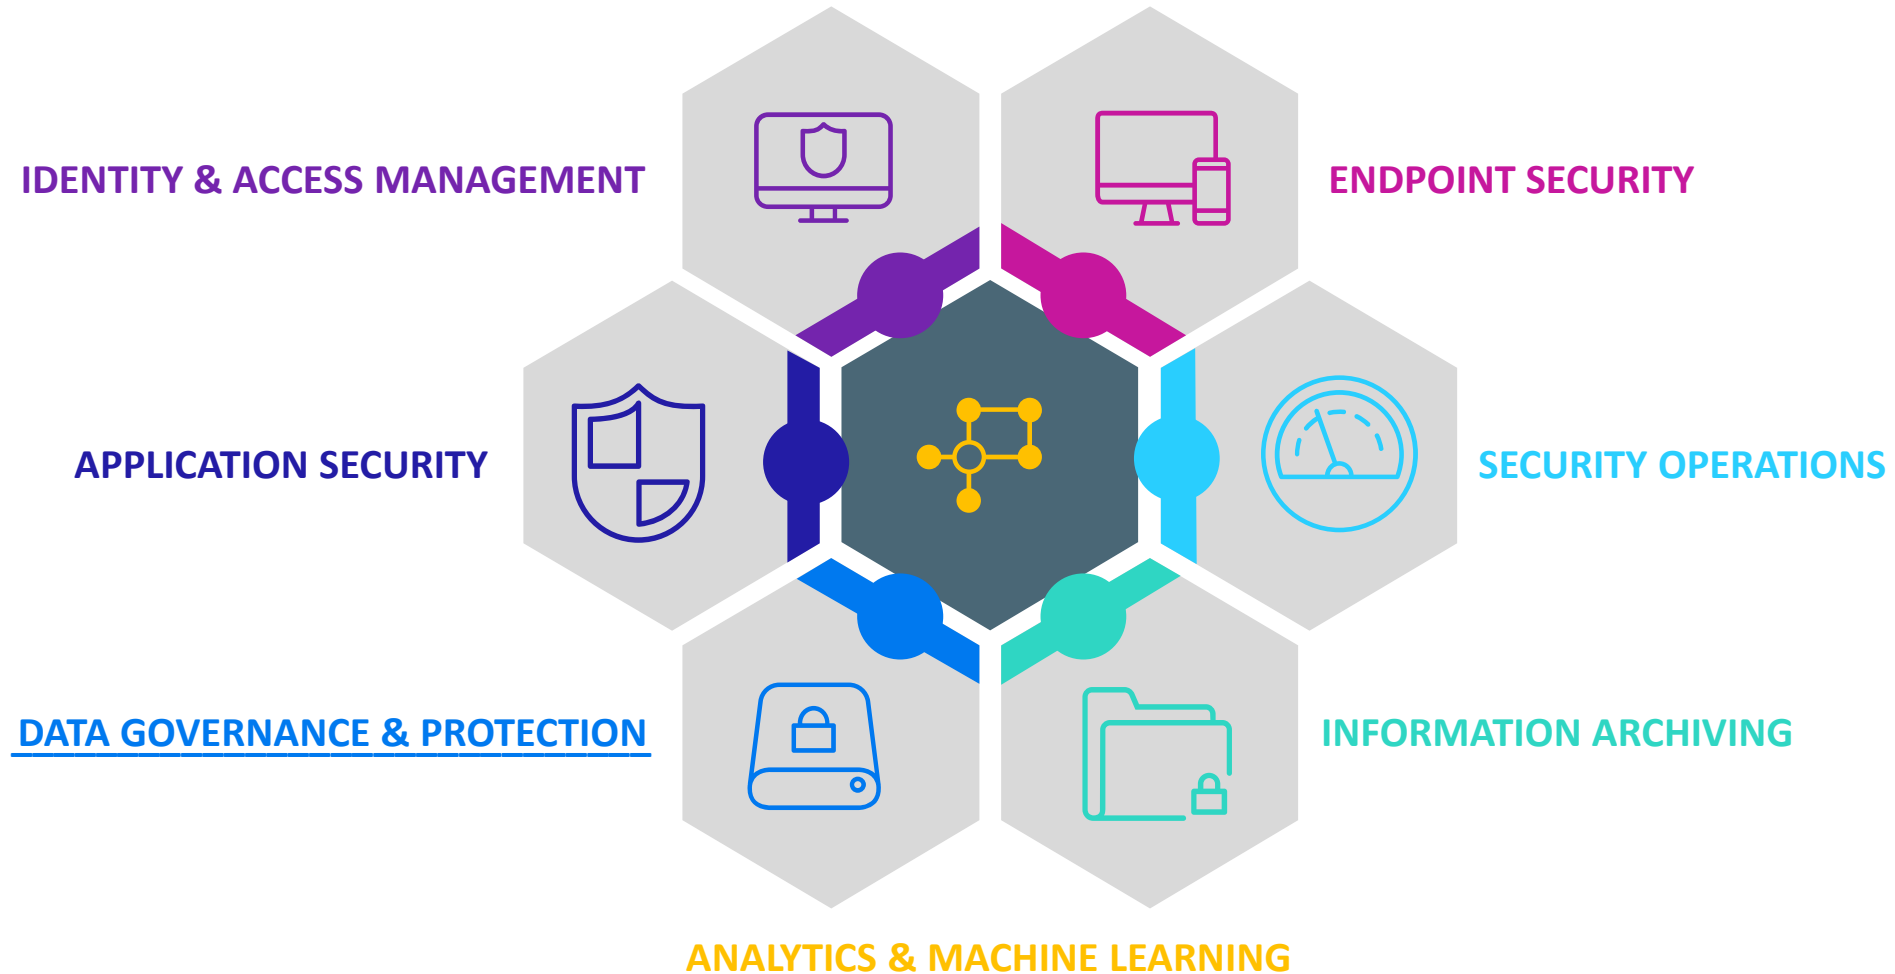 IDENTITY & ACCESS MANAGEMENT
ENDPOINT SECURITY
APPLICATION SECURITY
SECURITY OPERATIONS
DATA GOVERNANCE & PROTECTION
INFORMATION ARCHIVING
ANALYTICS & MACHINE LEARNING